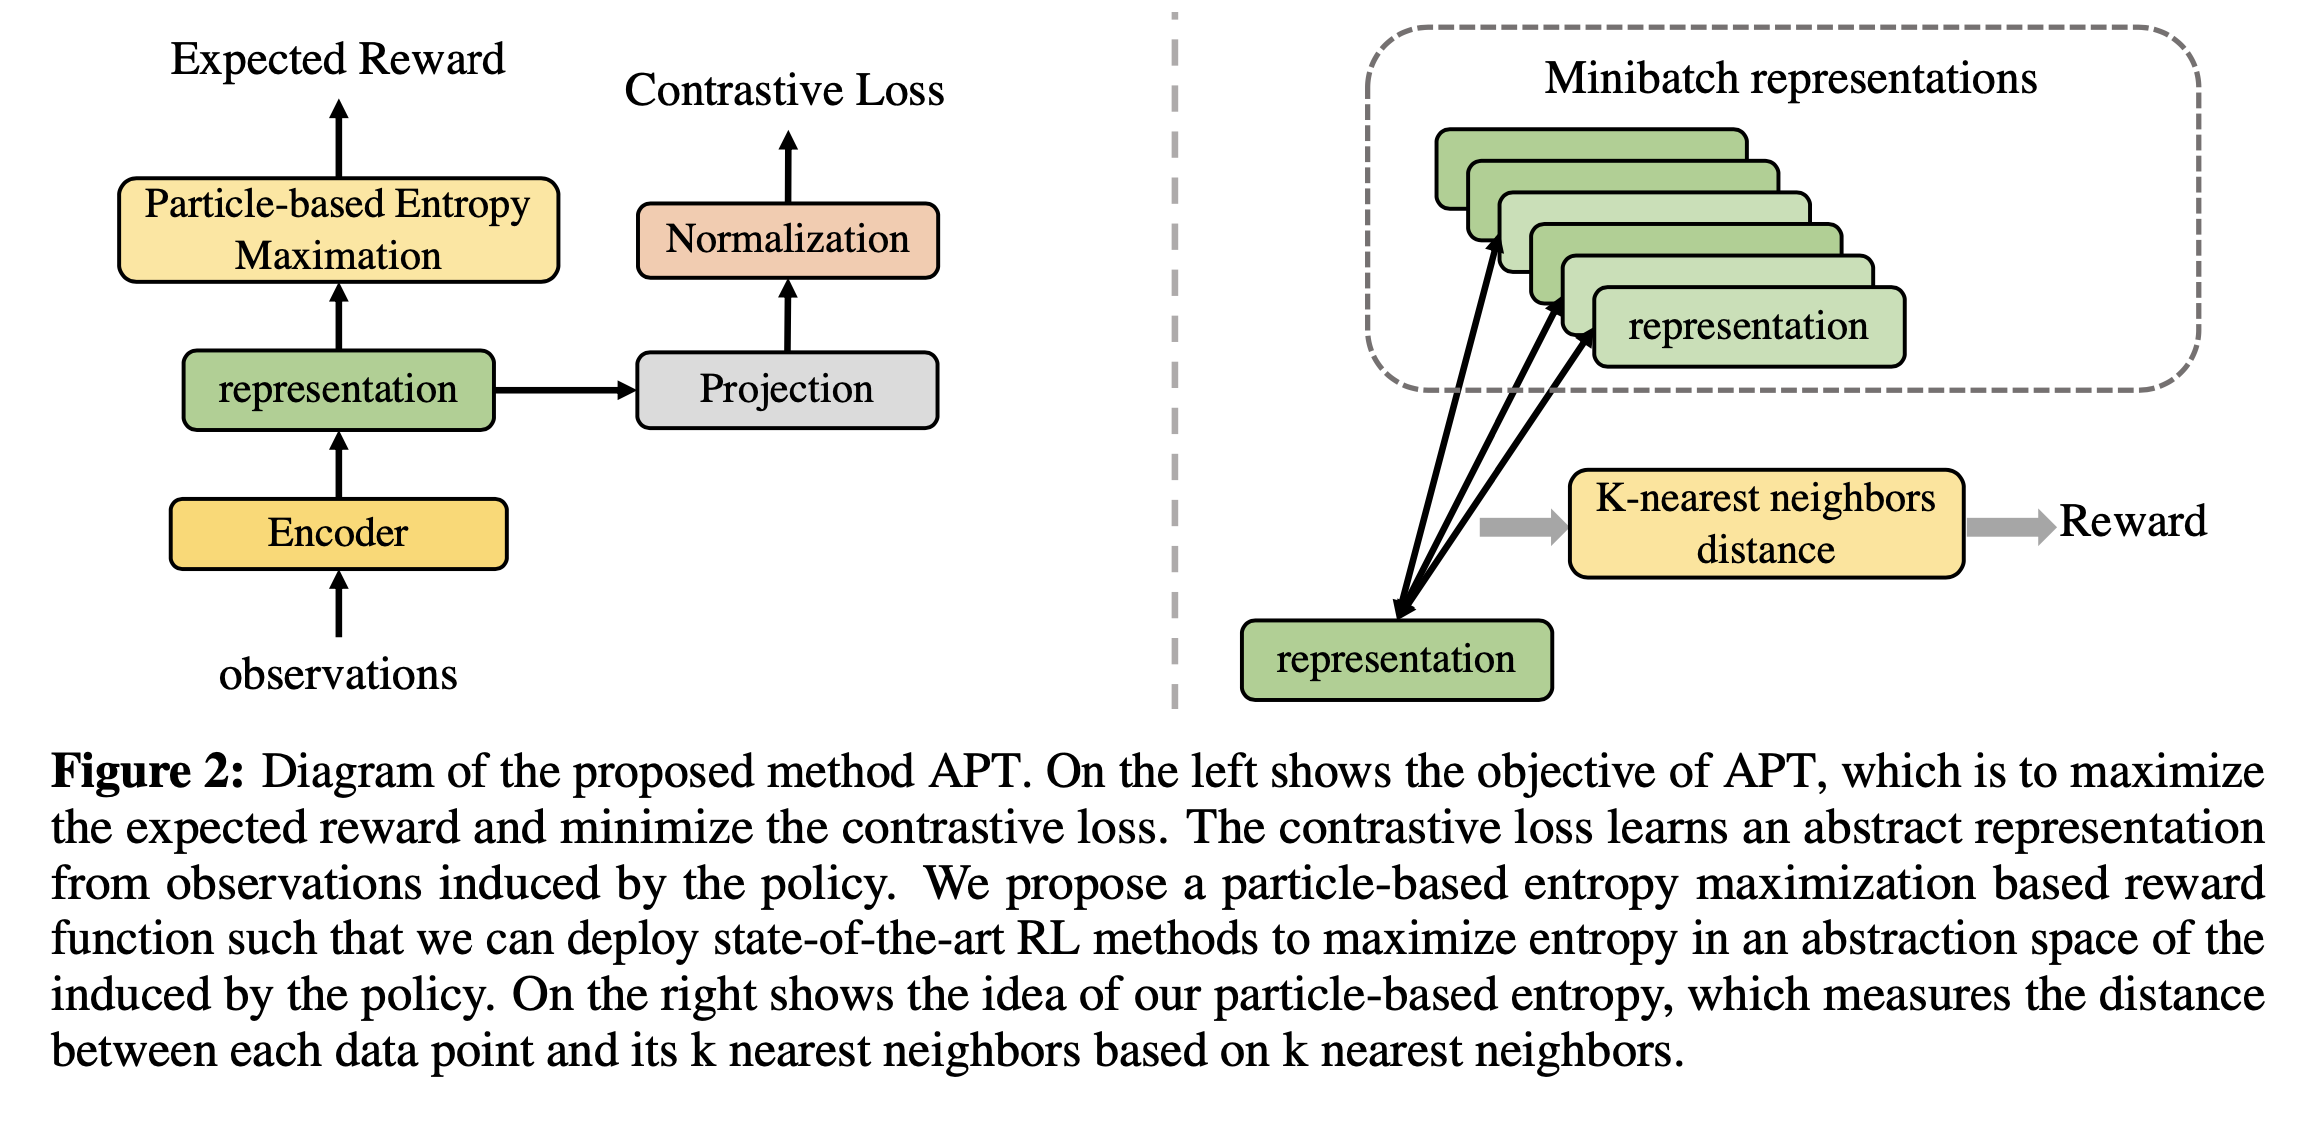 Expected Reward
Particle-based Entropy
Maximation
representation
Encoder
observations
Contrastive Loss
Normalization
Projection
Minibatch representations
representation
K-nearest neighbors
distance
Reward
representation
Figure 2: Diagram of the proposed method APT. On the left shows the objective of APT, which is to maximize
the expected reward and minimize the contrastive loss. The contrastive loss learns an abstract representation
from observations induced by the policy. We propose a particle-based entropy maximization based reward
function such that we can deploy state-of-the-art RL methods to maximize entropy in an abstraction space of the
induced by the policy. On the right shows the idea of our particle-based entropy, which measures the distance
between each data point and its k nearest neighbors based on k nearest neighbors.